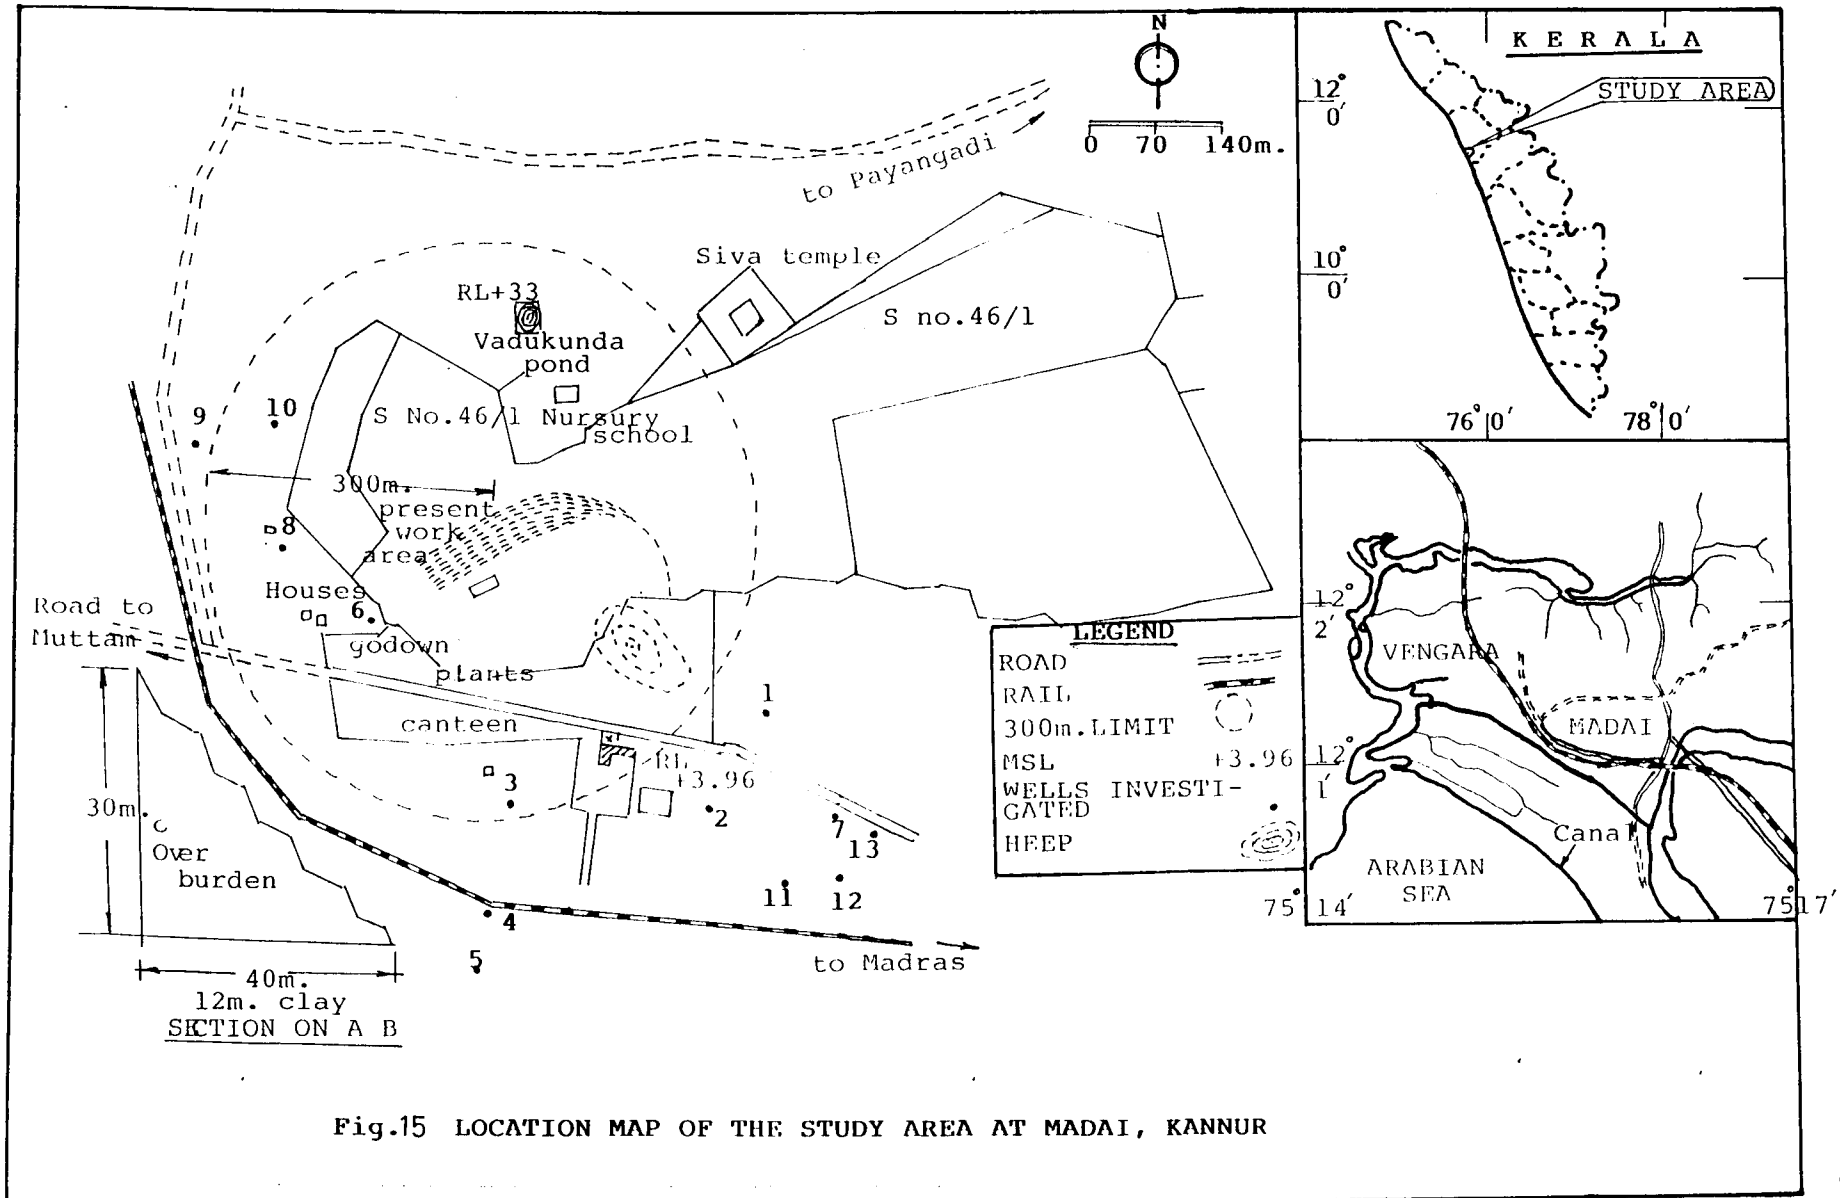 N
0 70 140m.
to Payangadi
Siva temple
RL+33
Vadukunda
pond
S no.46/1
S No.46/1 Nursury
school
9
10
300m.
present
work
area
8
Houses
6
Road to
Muttam
godown
plants
canteen
1
RL
+3.96
3
2
7
13
11
12
4
5
to Madras
30m.
Over
burden
40m.
12m. clay
SECTION ON A B
LEGEND
ROAD
RAIL
300m.LIMIT
MSL +3.96
WELLS INVESTI-
GATED
HEEP
KERALA
STUDY AREA
12°
0'
10°
0'
76°0' 78°0'
12°
2'
VENGARA
MADAI
12°
1'
Canal
ARABIAN
SEA
75°14' 75°17'
Fig.15 LOCATION MAP OF THE STUDY AREA AT MADAI, KANNUR